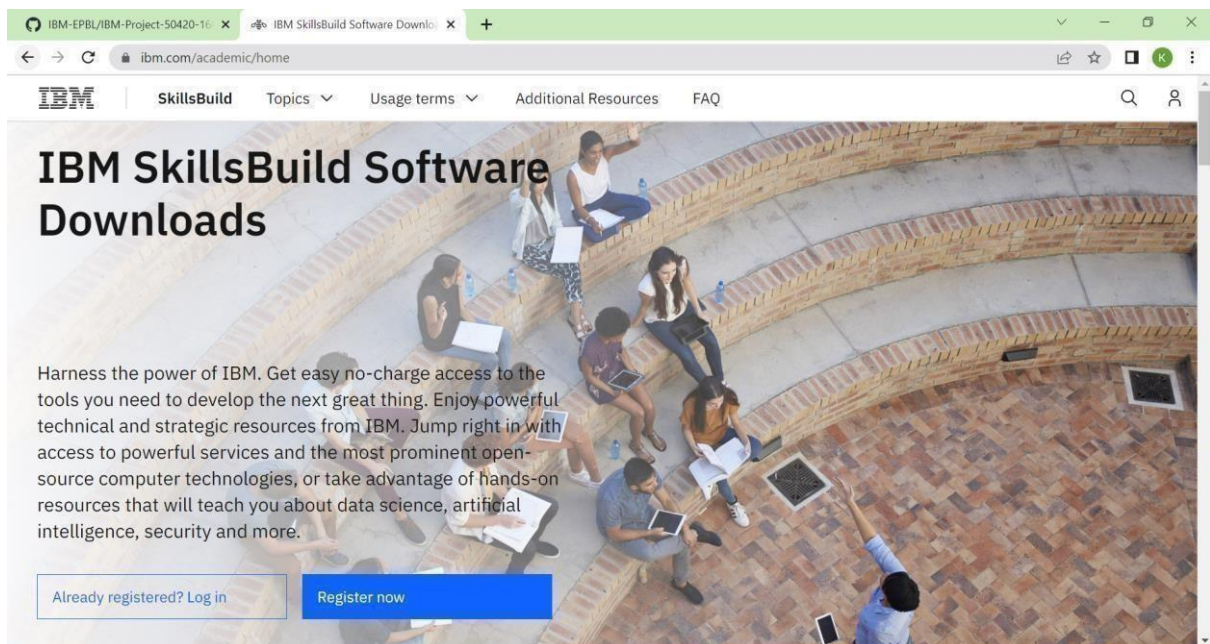 IBM-EPBL/IBM-Project-50420-16
IBM SkillsBuild Software Downlo
ibm.com/academic/home
K
IBM SkillsBuild Topics Usage terms Additional Resources FAQ
IBM SkillsBuild Software
Downloads
Harness the power of IBM. Get easy no-charge access to the
tools you need to develop the next great thing. Enjoy powerful
technical and strategic resources from IBM. Jump right in with
access to powerful services and the most prominent open-
source computer technologies, or take advantage of hands-on
resources that will teach you about data science, artificial
intelligence, security and more.
Already registered? Log in
Register now